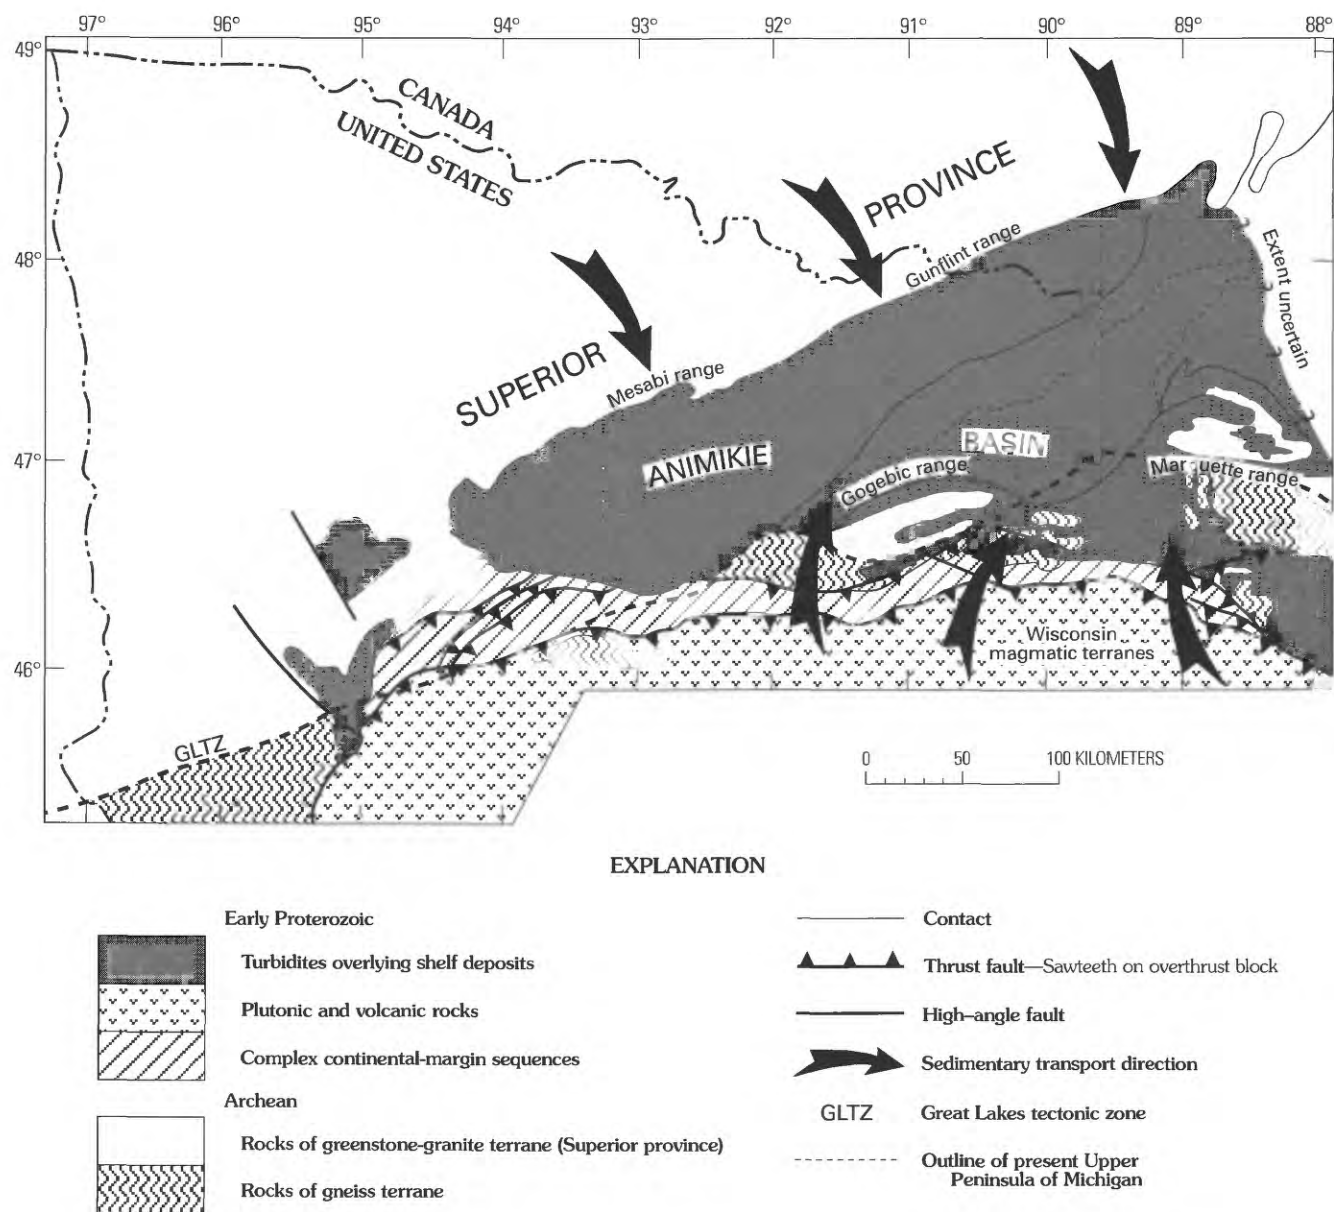 97° 96° 95° 94° 93° 92° 91° 90° 89° 88°
49°
CANADA
UNITED STATES
PROVINCE
48°
Gunflint range
Extent uncertain
SUPERIOR
Mesabi range
47°
ANIMIKIE
BASIN
Gogebic range
Mar uette range
46°
Wisconsin
magmatic terranes
GLTZ
0 50 100 KILOMETERS
EXPLANATION
Early Proterozoic
Turbidites overlying shelf deposits
Plutonic and volcanic rocks
Complex continental-margin sequences
Archean
Rocks of greenstone-granite terrane (Superior province)
Rocks of gneiss terrane
Contact
Thrust fault—Sawteeth on overthrust block
High-angle fault
Sedimentary transport direction
GLTZ Great Lakes tectonic zone
Outline of present Upper
Peninsula of Michigan